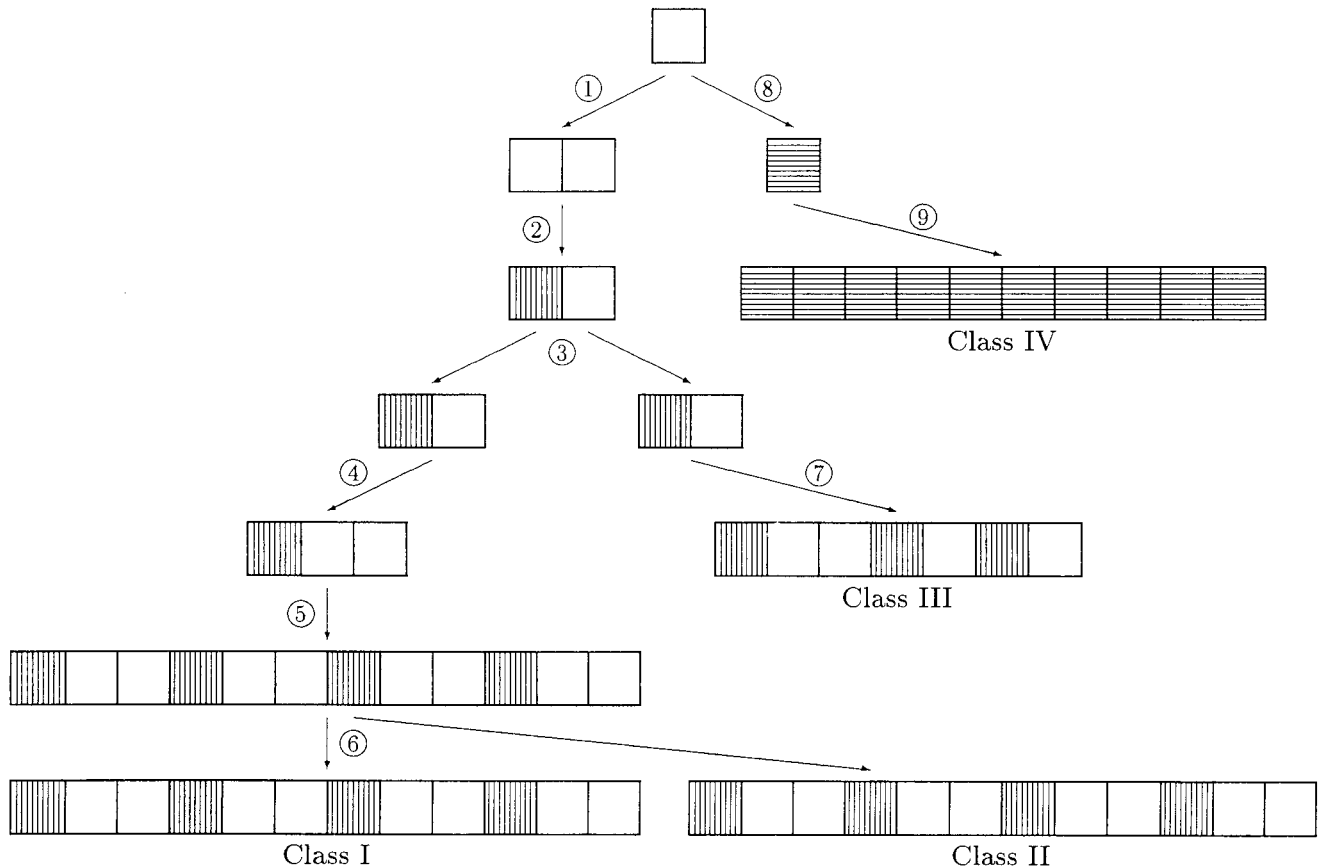 ① ⑧
② ⑨
Class IV
③
④ ⑦
Class III
⑤
⑥
Class I Class II